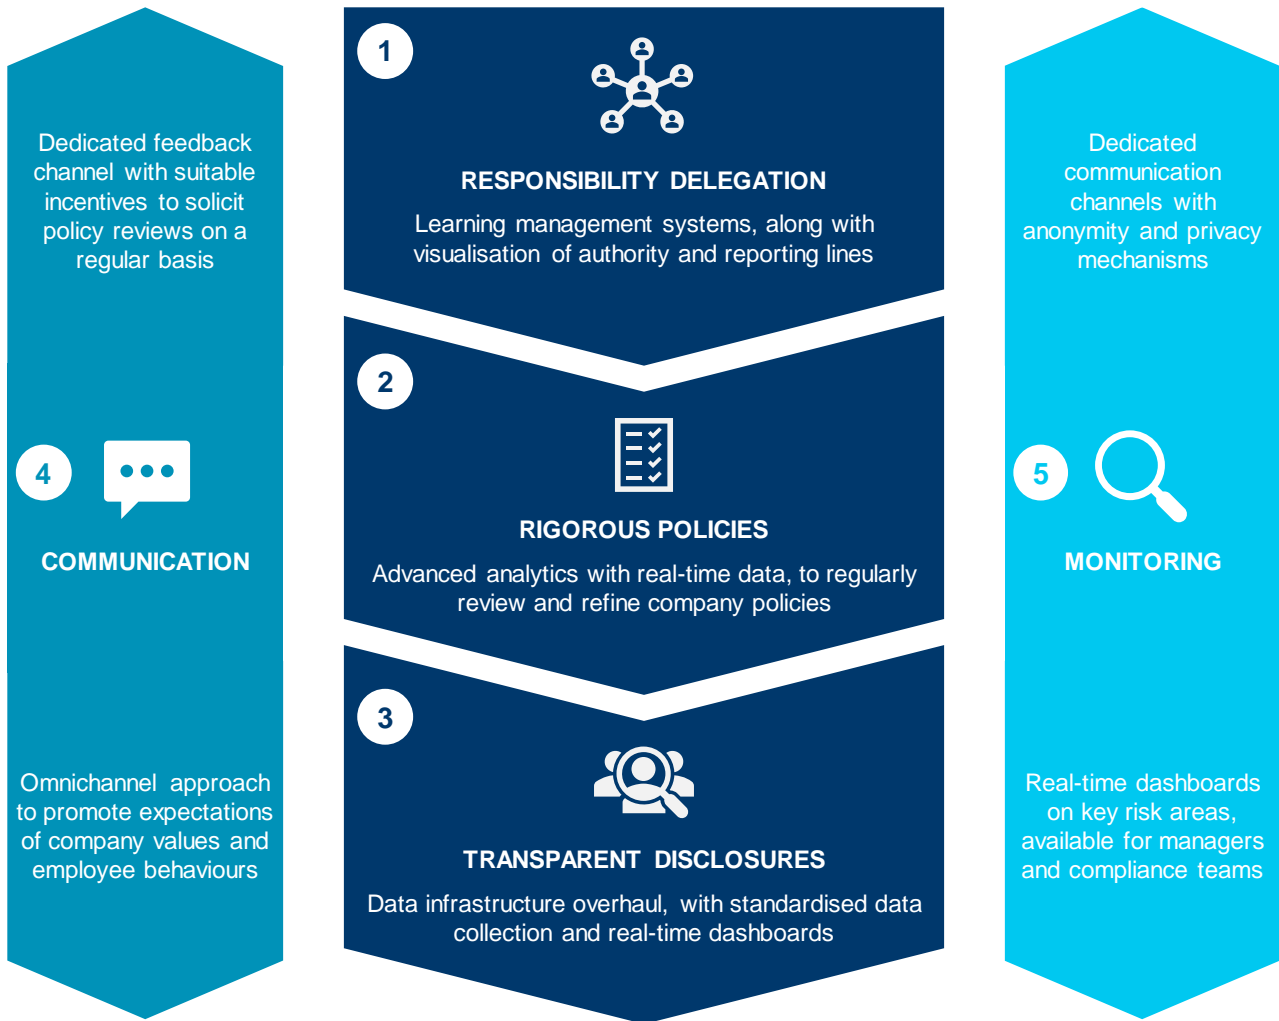 1
RESPONSIBILITY DELEGATION
Learning management systems, along with
visualisation of authority and reporting lines
2
RIGOROUS POLICIES
Advanced analytics with real-time data, to regularly
review and refine company policies
3
TRANSPARENT DISCLOSURES
Data infrastructure overhaul, with standardised data
collection and real-time dashboards
Dedicated feedback
channel with suitable
incentives to solicit
policy reviews on a
regular basis
4
COMMUNICATION
Omnichannel approach
to promote expectations
of company values and
employee behaviours
Dedicated
communication
channels with
anonymity and privacy
mechanisms
5
MONITORING
Real-time dashboards
on key risk areas,
available for managers
and compliance teams